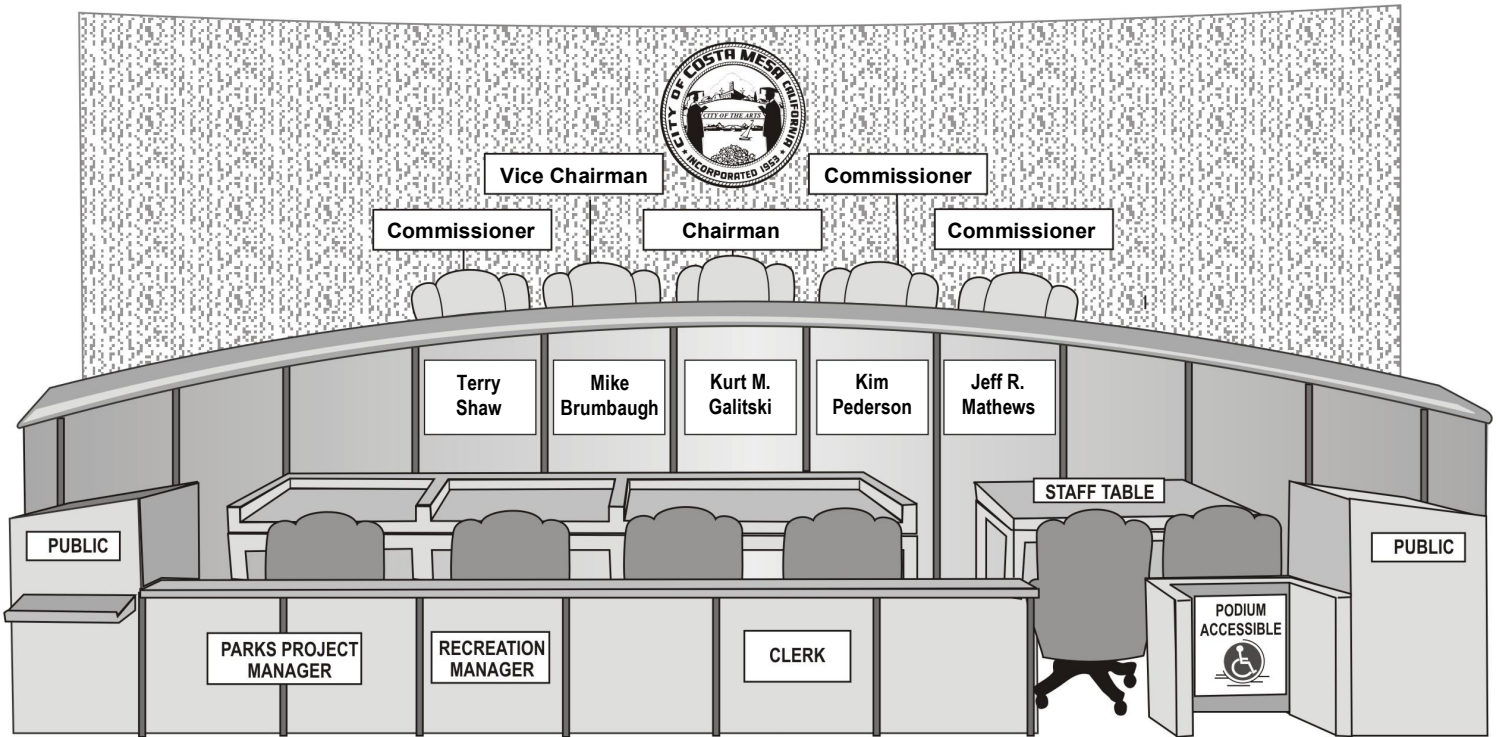 CITY OF COSTA MESA CALIFORNIA
CITY OF THE ARTS
* INCORPORATED 1953 *
Vice Chairman
Commissioner
Commissioner
Chairman
Commissioner
Terry
Shaw
Mike
Brumbaugh
Kurt M.
Galitski
Kim
Pederson
Jeff R.
Mathews
STAFF TABLE
PUBLIC
PUBLIC
PARKS PROJECT
MANAGER
RECREATION
MANAGER
CLERK
PODIUM
ACCESSIBLE